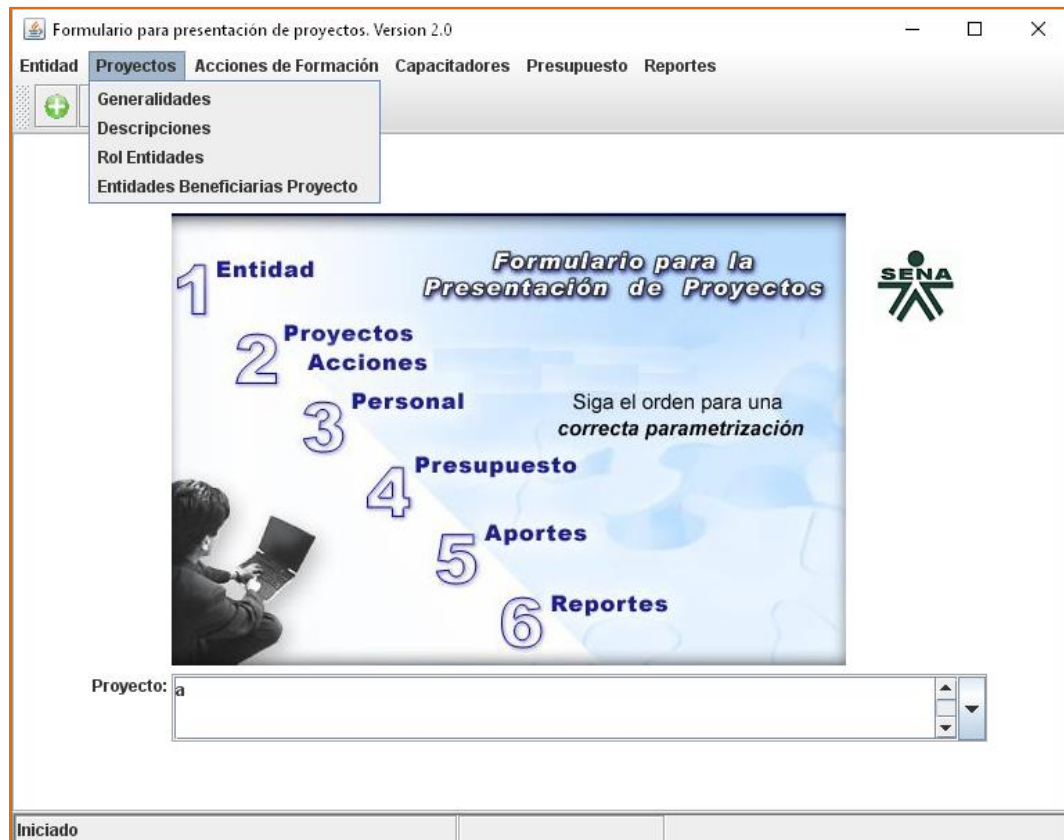 Formulario para presentación de proyectos. Version 2.0
Entidad Proyectos Acciones de Formación Capacitadores Presupuesto Reportes
Generalidades
Descripciones
Rol Entidades
Entidades Beneficiarias Proyecto
Formulario para la
Presentación de Proyectos
SENA
1 Entidad
2 Proyectos
Acciones
3 Personal
Siga el orden para una
correcta parametrización
4 Presupuesto
5 Aportes
6 Reportes
Proyecto: a
Iniciado